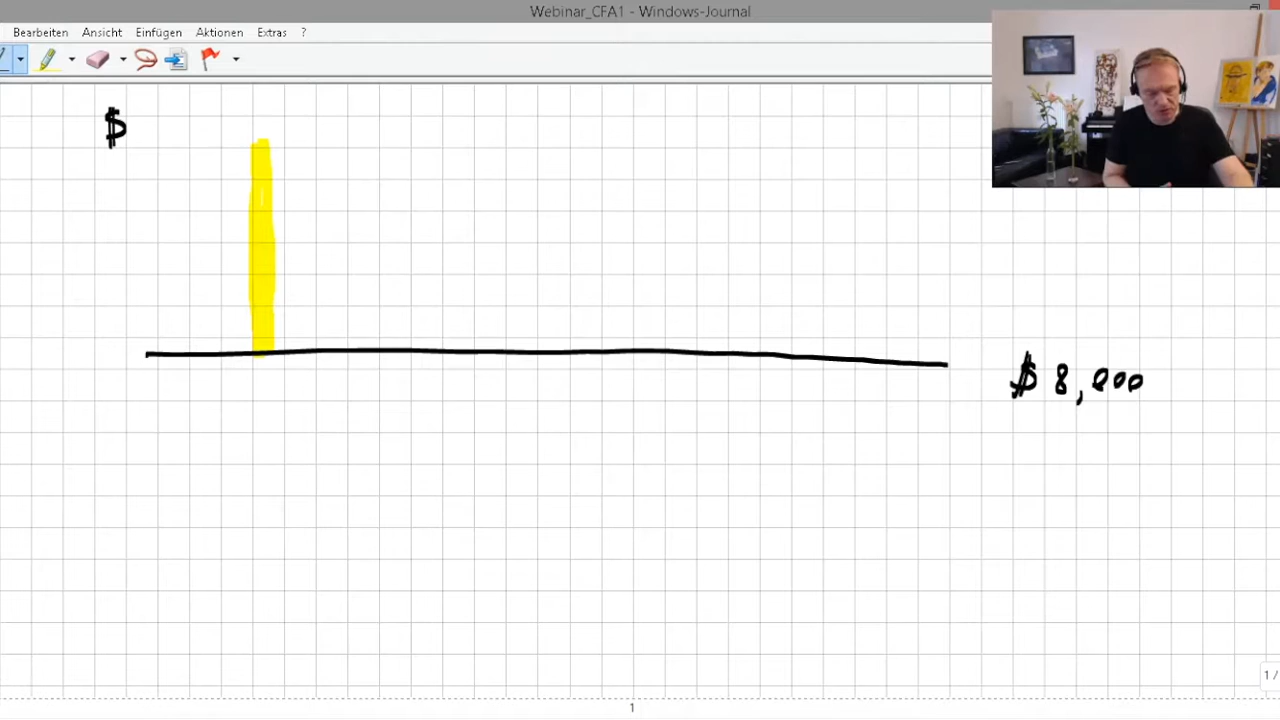 Webinar_CFA1 - Windows-Journal
Bearbeiten Ansicht Einfügen Aktionen Extras ?
$
$ 8,000
1 /
1